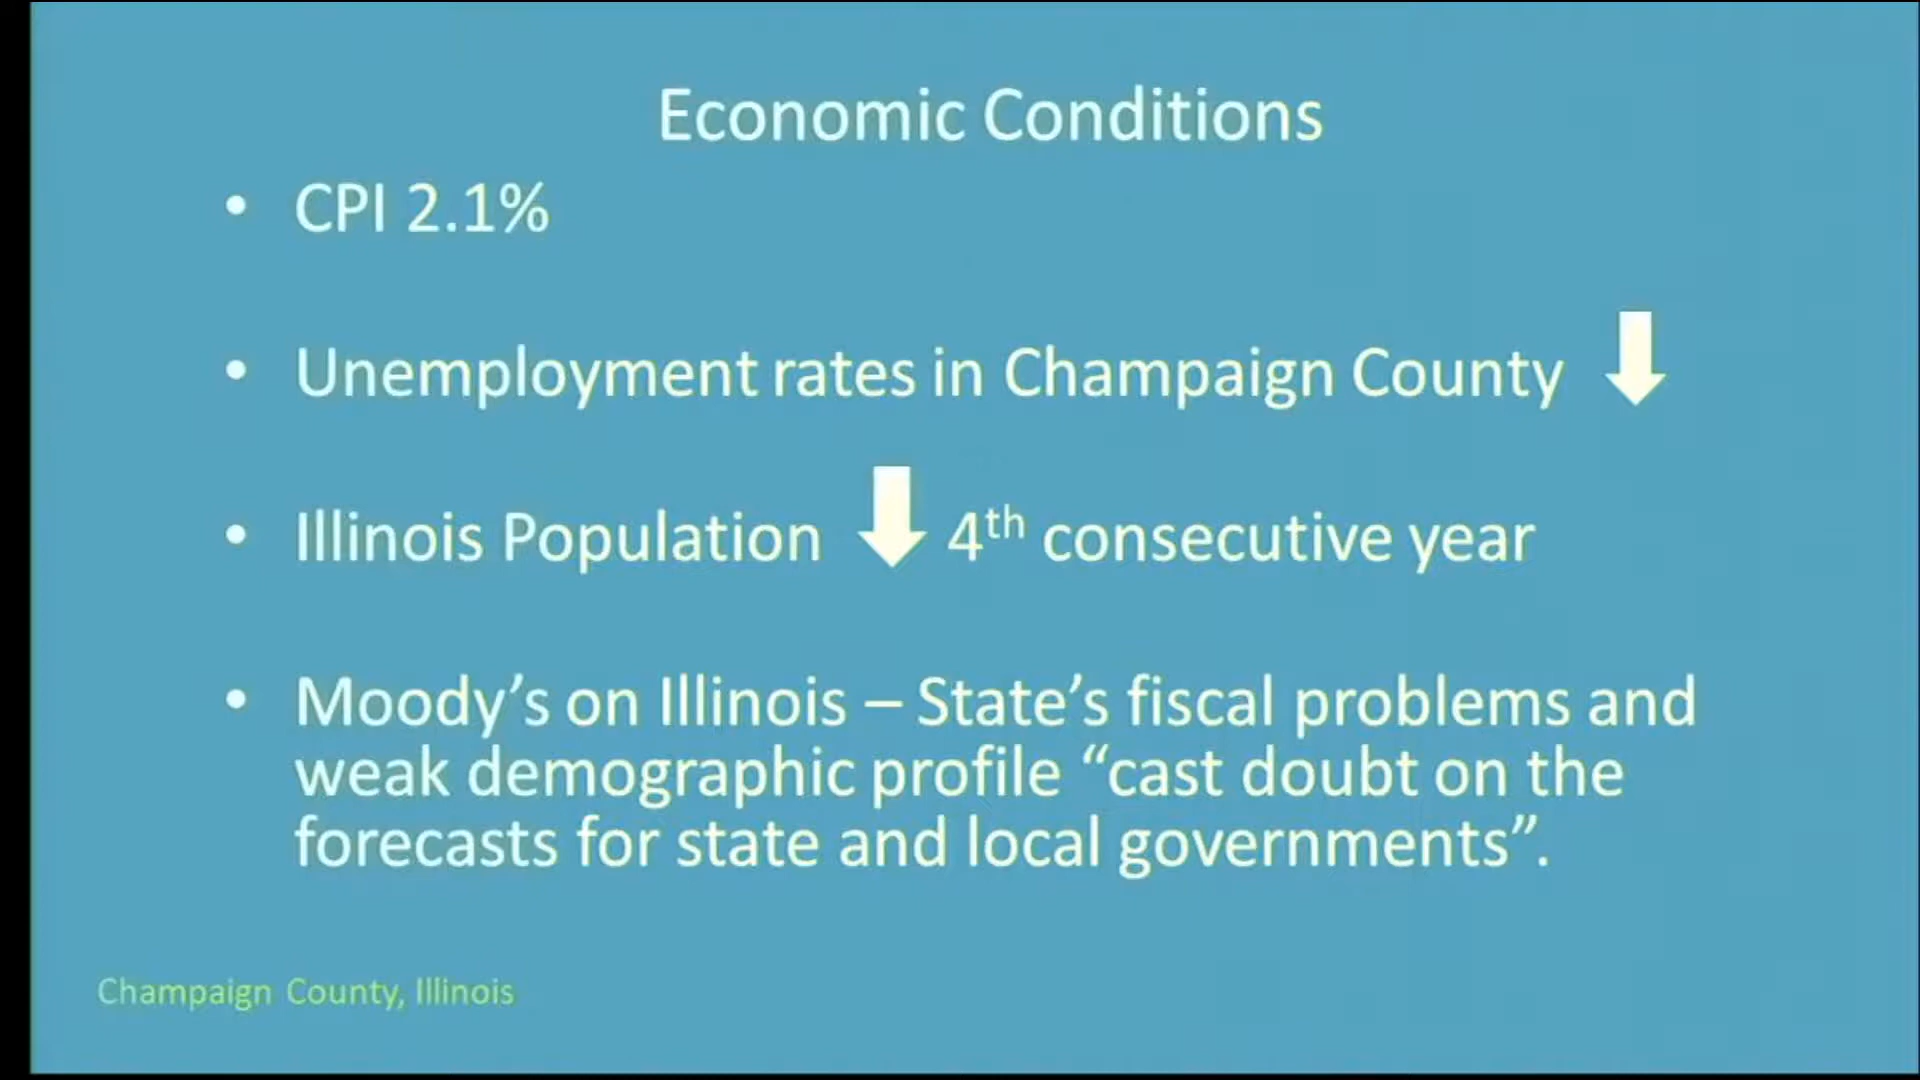 Economic Conditions
• CPI 2.1%
• Unemployment rates in Champaign County
• Illinois Population 4th consecutive year
• Moody’s on Illinois – State’s fiscal problems and
weak demographic profile “cast doubt on the
forecasts for state and local governments”.
Champaign County, Illinois